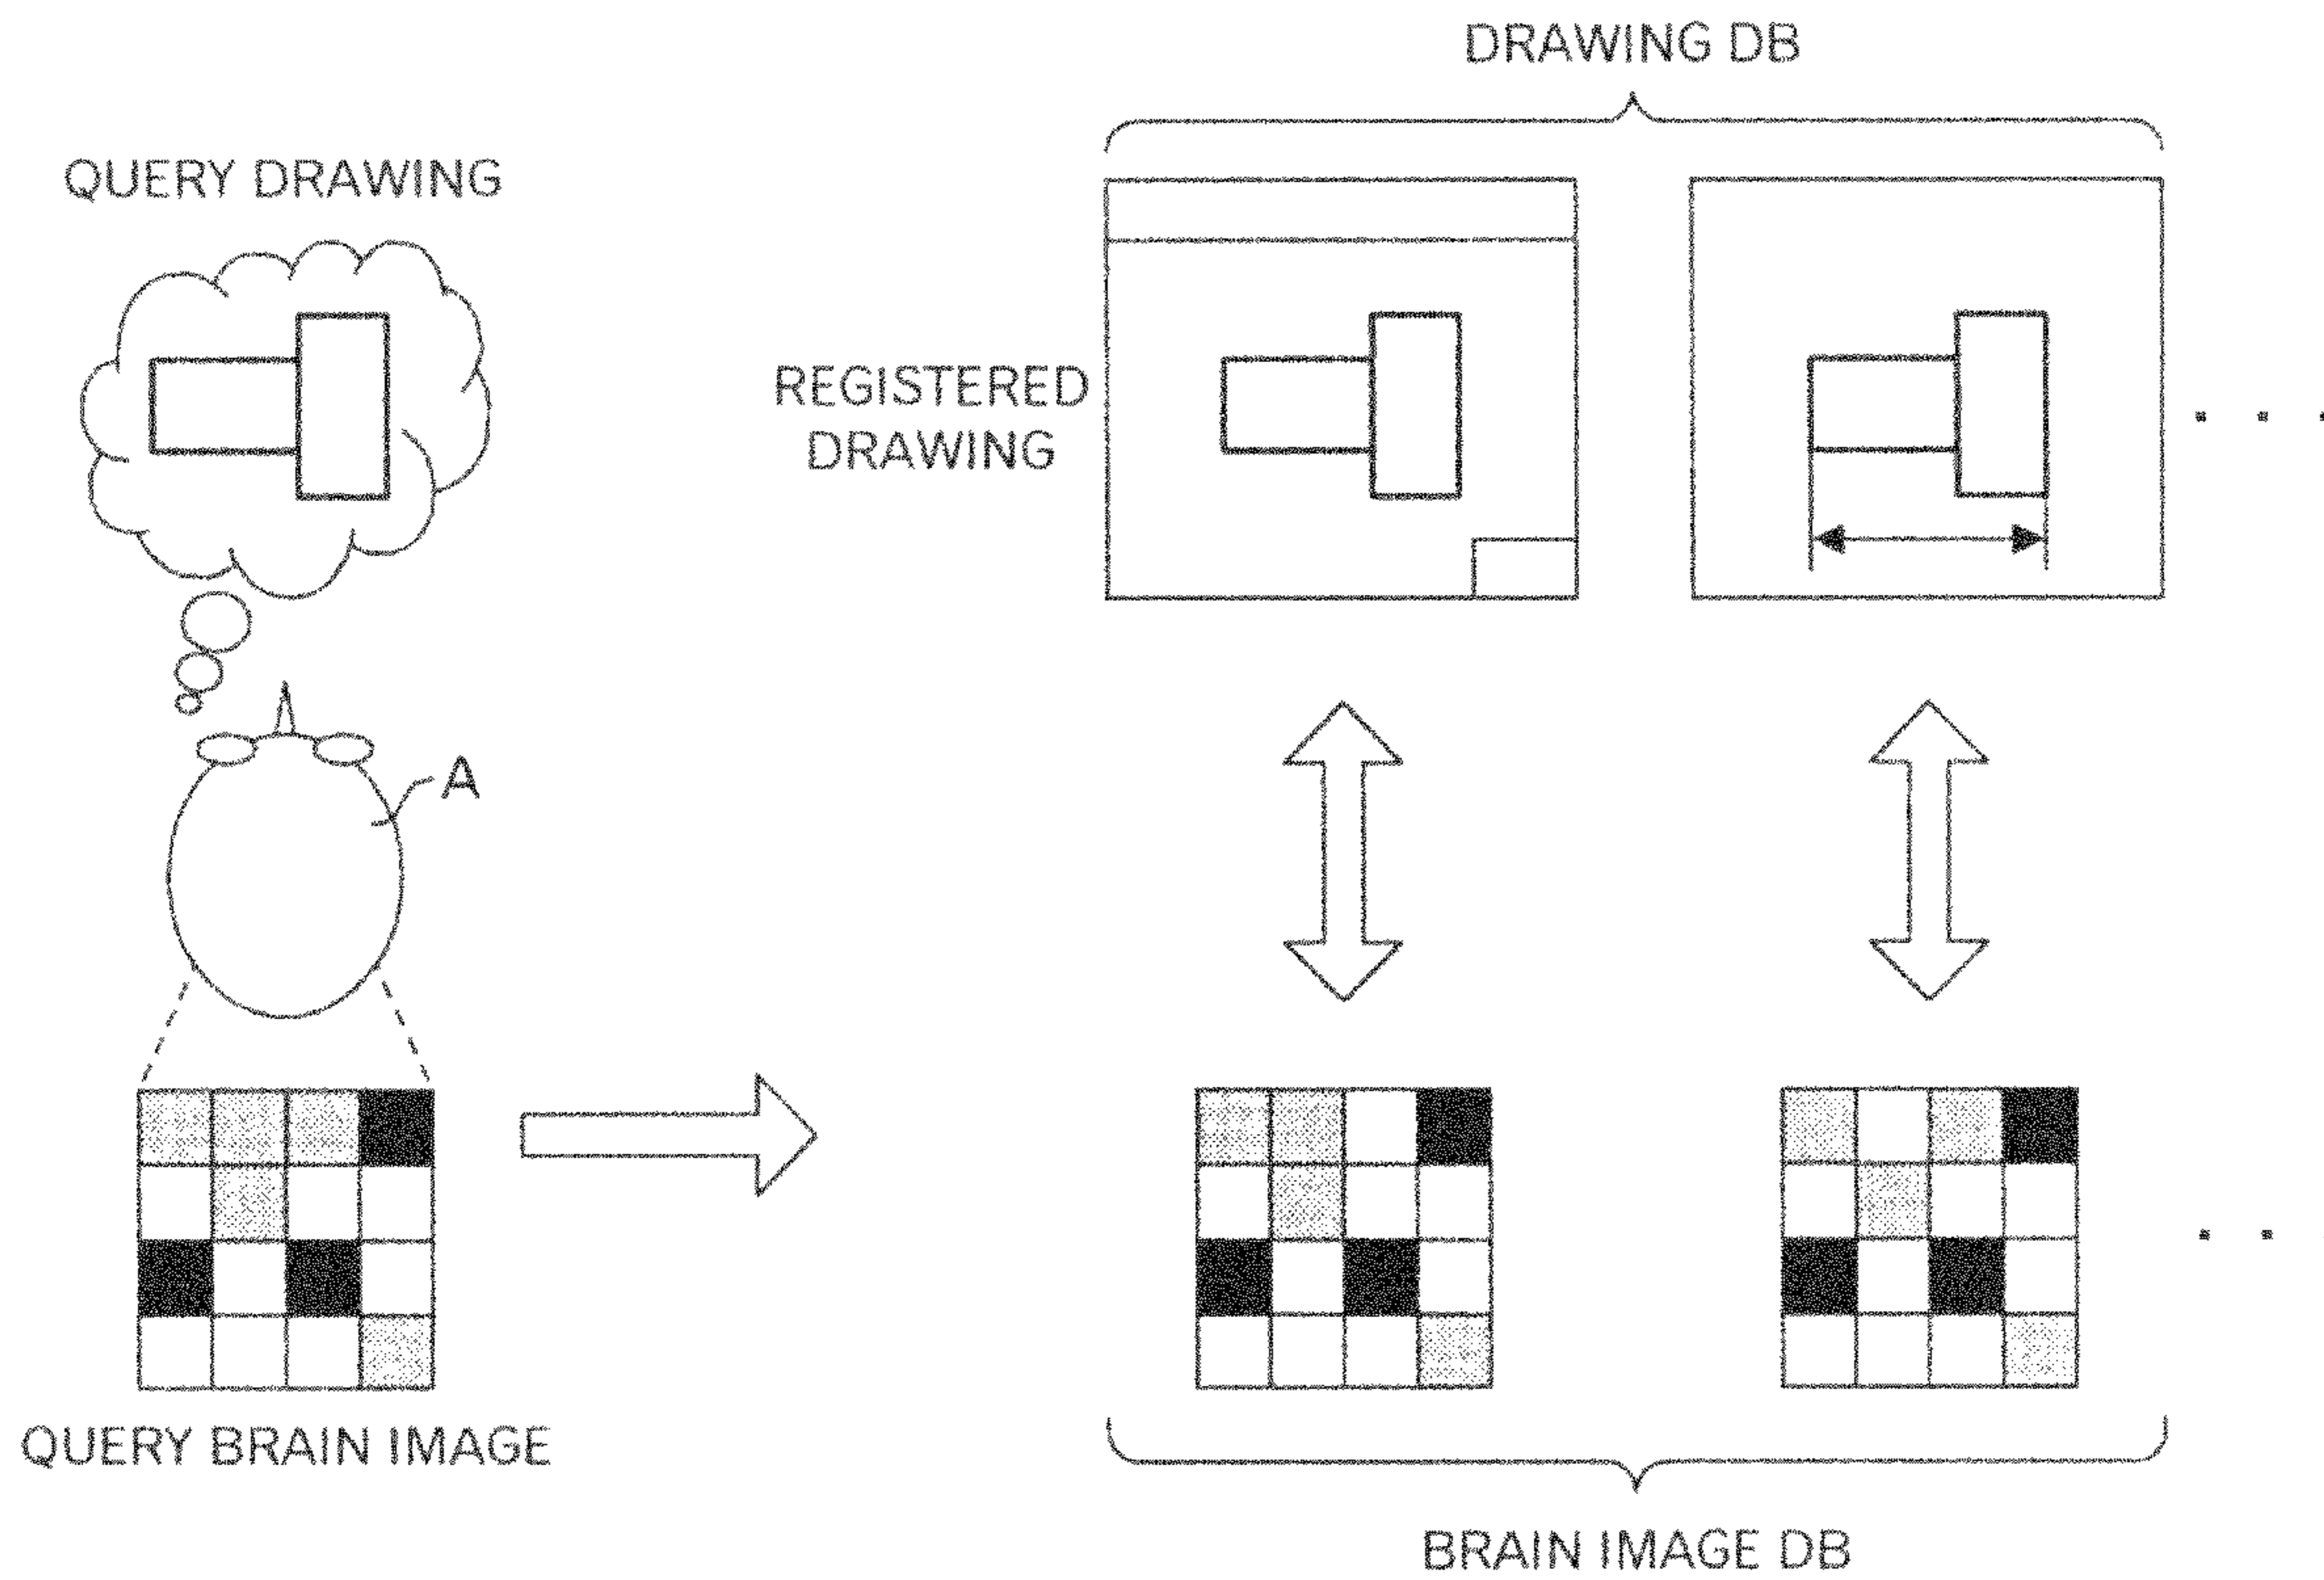 DRAWING DB
QUERY DRAWING
REGISTERED
DRAWING
A
QUERY BRAIN IMAGE
BRAIN IMAGE DB